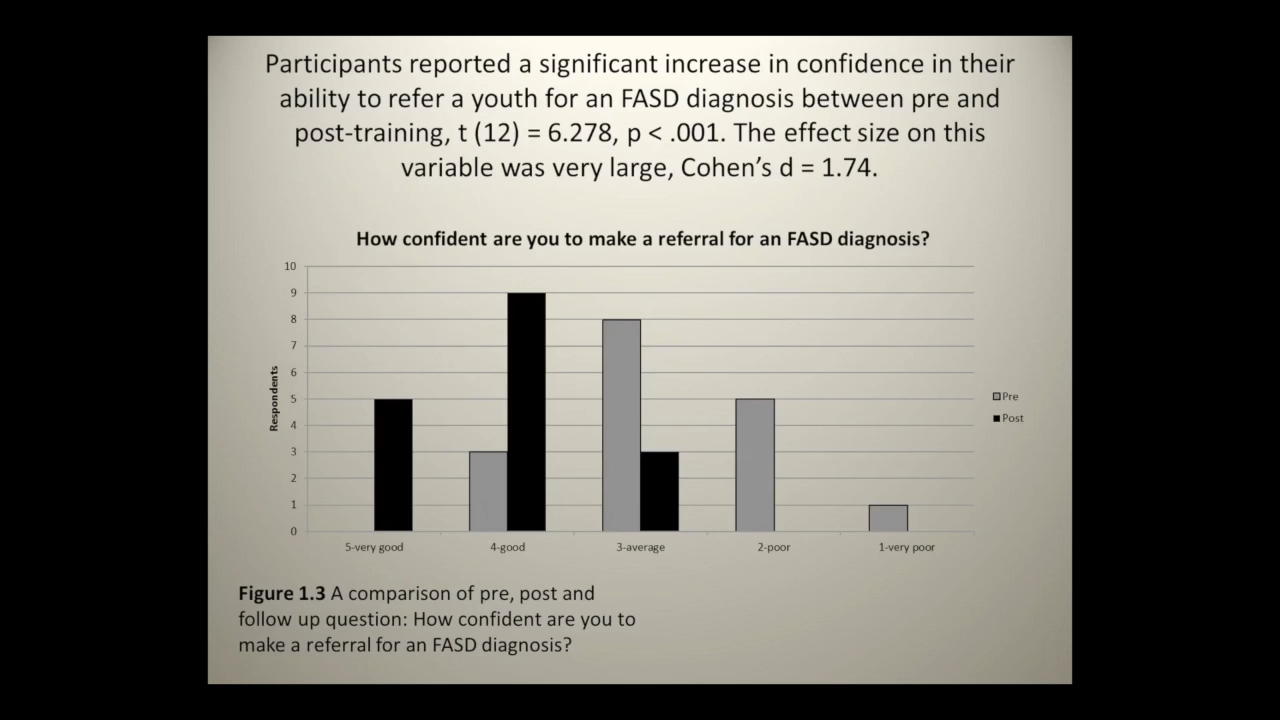 Participants reported a significant increase in confidence in their
ability to refer a youth for an FASD diagnosis between pre and
post-training, t (12) = 6.278, p < .001. The effect size on this
variable was very large, Cohen’s d = 1.74.
How confident are you to make a referral for an FASD diagnosis?
10
9
8
7
6
5
4
3
2
1
0
Respondents
5-very good
4-good
3-average
2-poor
1-very poor
Pre
Post
Figure 1.3 A comparison of pre, post and
follow up question: How confident are you to
make a referral for an FASD diagnosis?